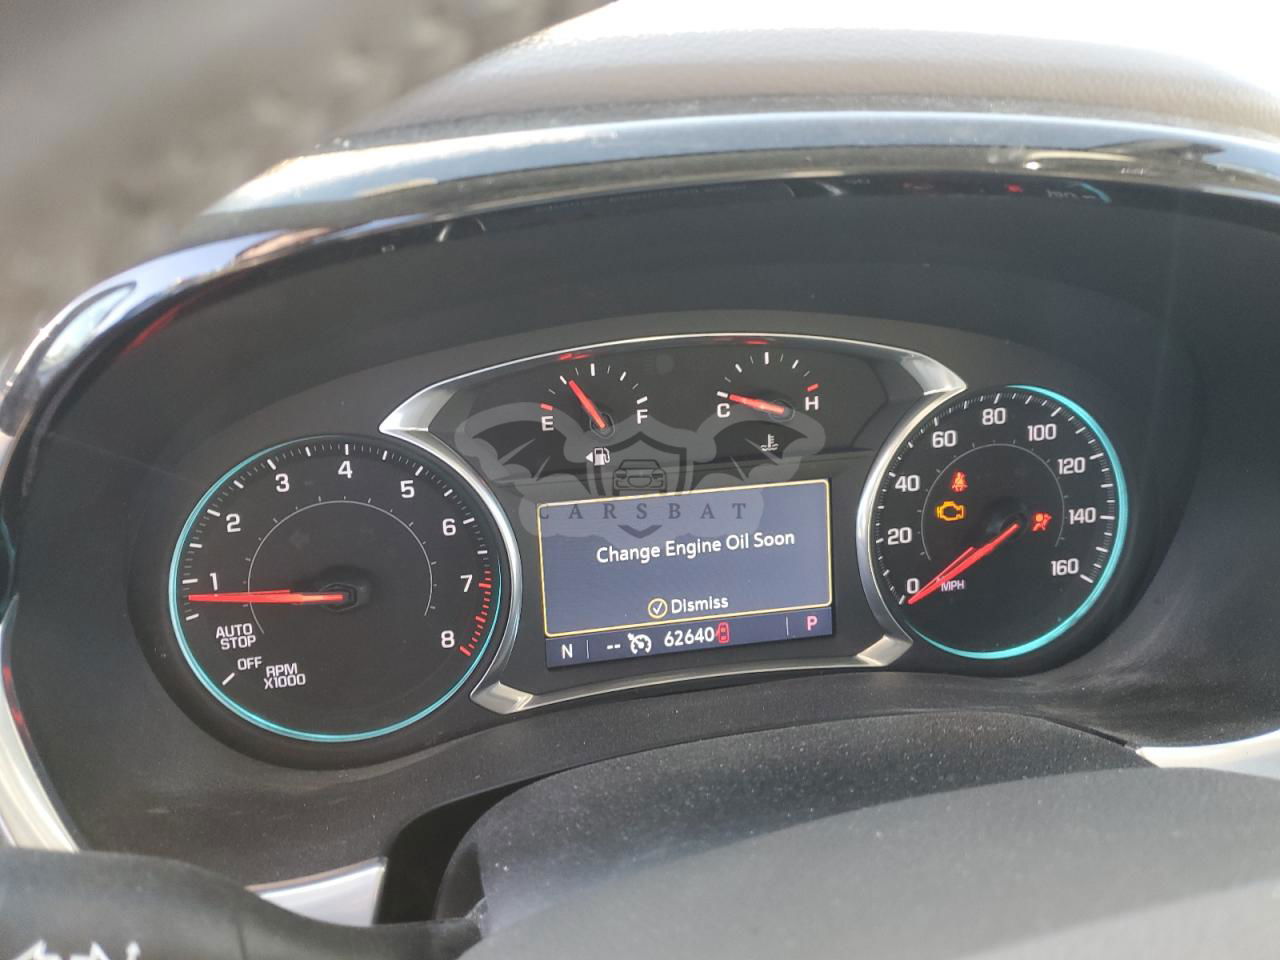 E F
C H
CARSBAT
1 2 3 4 5 6 7 8
AUTO
STOP
OFF
RPM
X1000
Change Engine Oil Soon
Dismiss
N -- 62640 P
0 20 40 60 80 100 120 140 160
MPH